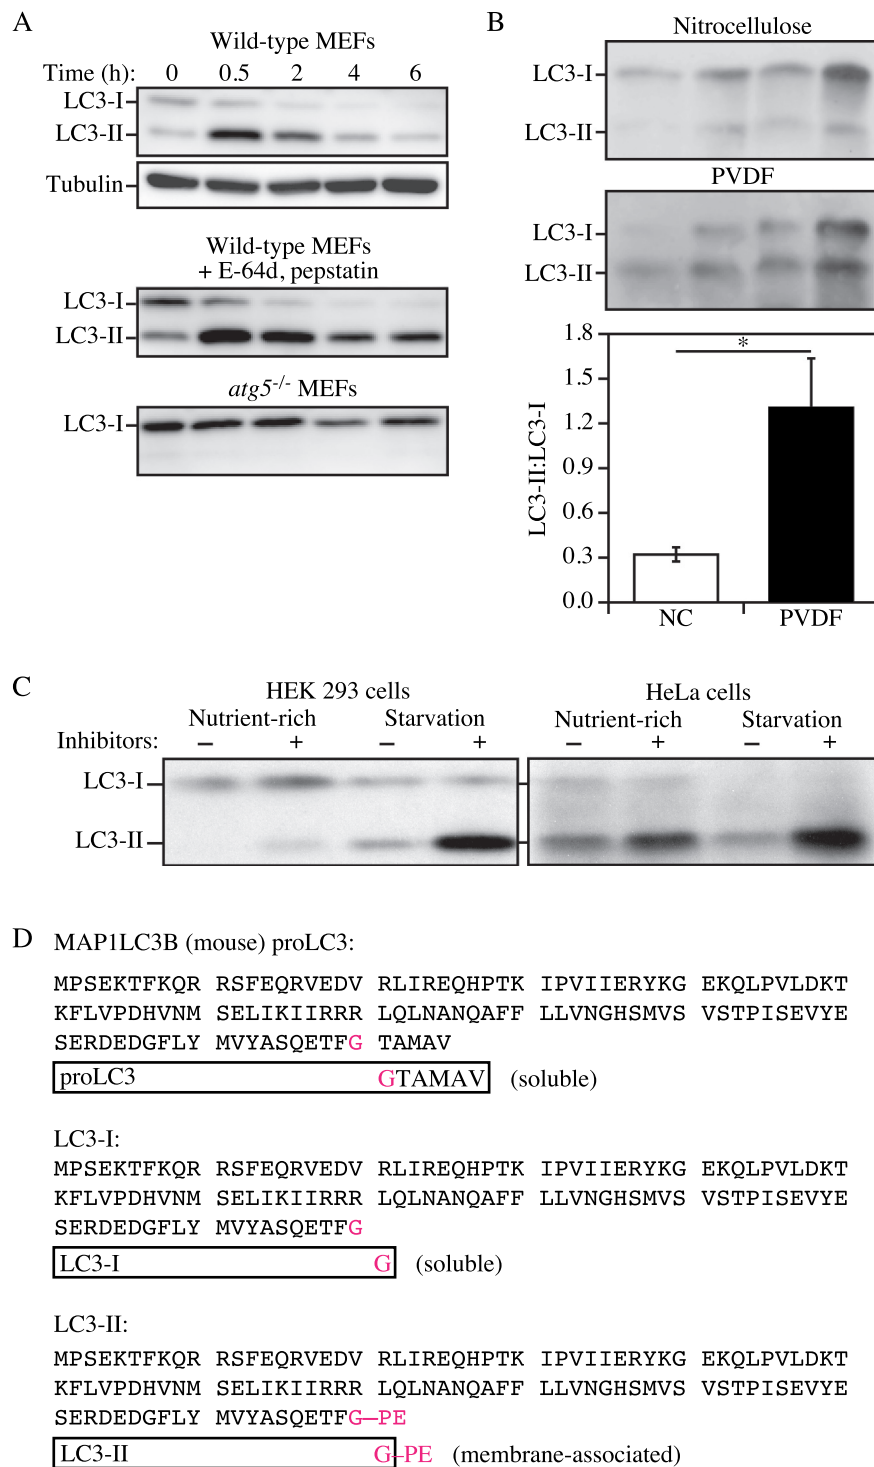 A
Wild-type MEFs
Time (h): 0 0.5 2 4 6
LC3-I
LC3-II
Tubulin
Wild-type MEFs
+ E-64d, pepstatin
LC3-I
LC3-II
atg5-/- MEFs
LC3-I
B
Nitrocellulose
LC3-I
LC3-II
PVDF
LC3-I
LC3-II
LC3-II:LC3-I
1.8
1.5
1.2
0.9
0.6
0.3
0.0
*
NC PVDF
C
HEK 293 cells HeLa cells
Nutrient-rich Starvation Nutrient-rich Starvation
Inhibitors: – + – + – + – +
LC3-I
LC3-II
D
MAP1LC3B (mouse) proLC3:
MPSEKTFKQR RSFEQRVEDV RLIREQHPTK IPVIIERYKG EKQLPVLDKT
KFLVPDHVNM SELIKIIRRR LQLNANQAFF LLVNGHSMVS VSTPISEVYE
SERDEDGFLY MVYASQETFG TAMAV
proLC3 GTAMAV (soluble)
LC3-I:
MPSEKTFKQR RSFEQRVEDV RLIREQHPTK IPVIIERYKG EKQLPVLDKT
KFLVPDHVNM SELIKIIRRR LQLNANQAFF LLVNGHSMVS VSTPISEVYE
SERDEDGFLY MVYASQETFG
LC3-I G (soluble)
LC3-II:
MPSEKTFKQR RSFEQRVEDV RLIREQHPTK IPVIIERYKG EKQLPVLDKT
KFLVPDHVNM SELIKIIRRR LQLNANQAFF LLVNGHSMVS VSTPISEVYE
SERDEDGFLY MVYASQETFG–PE
LC3-II G–PE (membrane-associated)